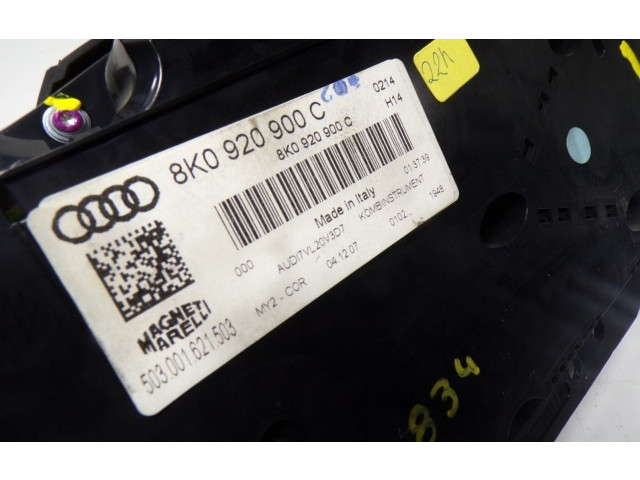 22h
0214
H14
8K0 920 900 C
8K0 920 900 C
01.37.39
Made in Italy
000 AUDI7VL20V3D7 KOMBIINSTRUMENT
MY2-COR 04.12.07 0102.. 1948
MAGNETI
MARELLI
503.001.621.503
834